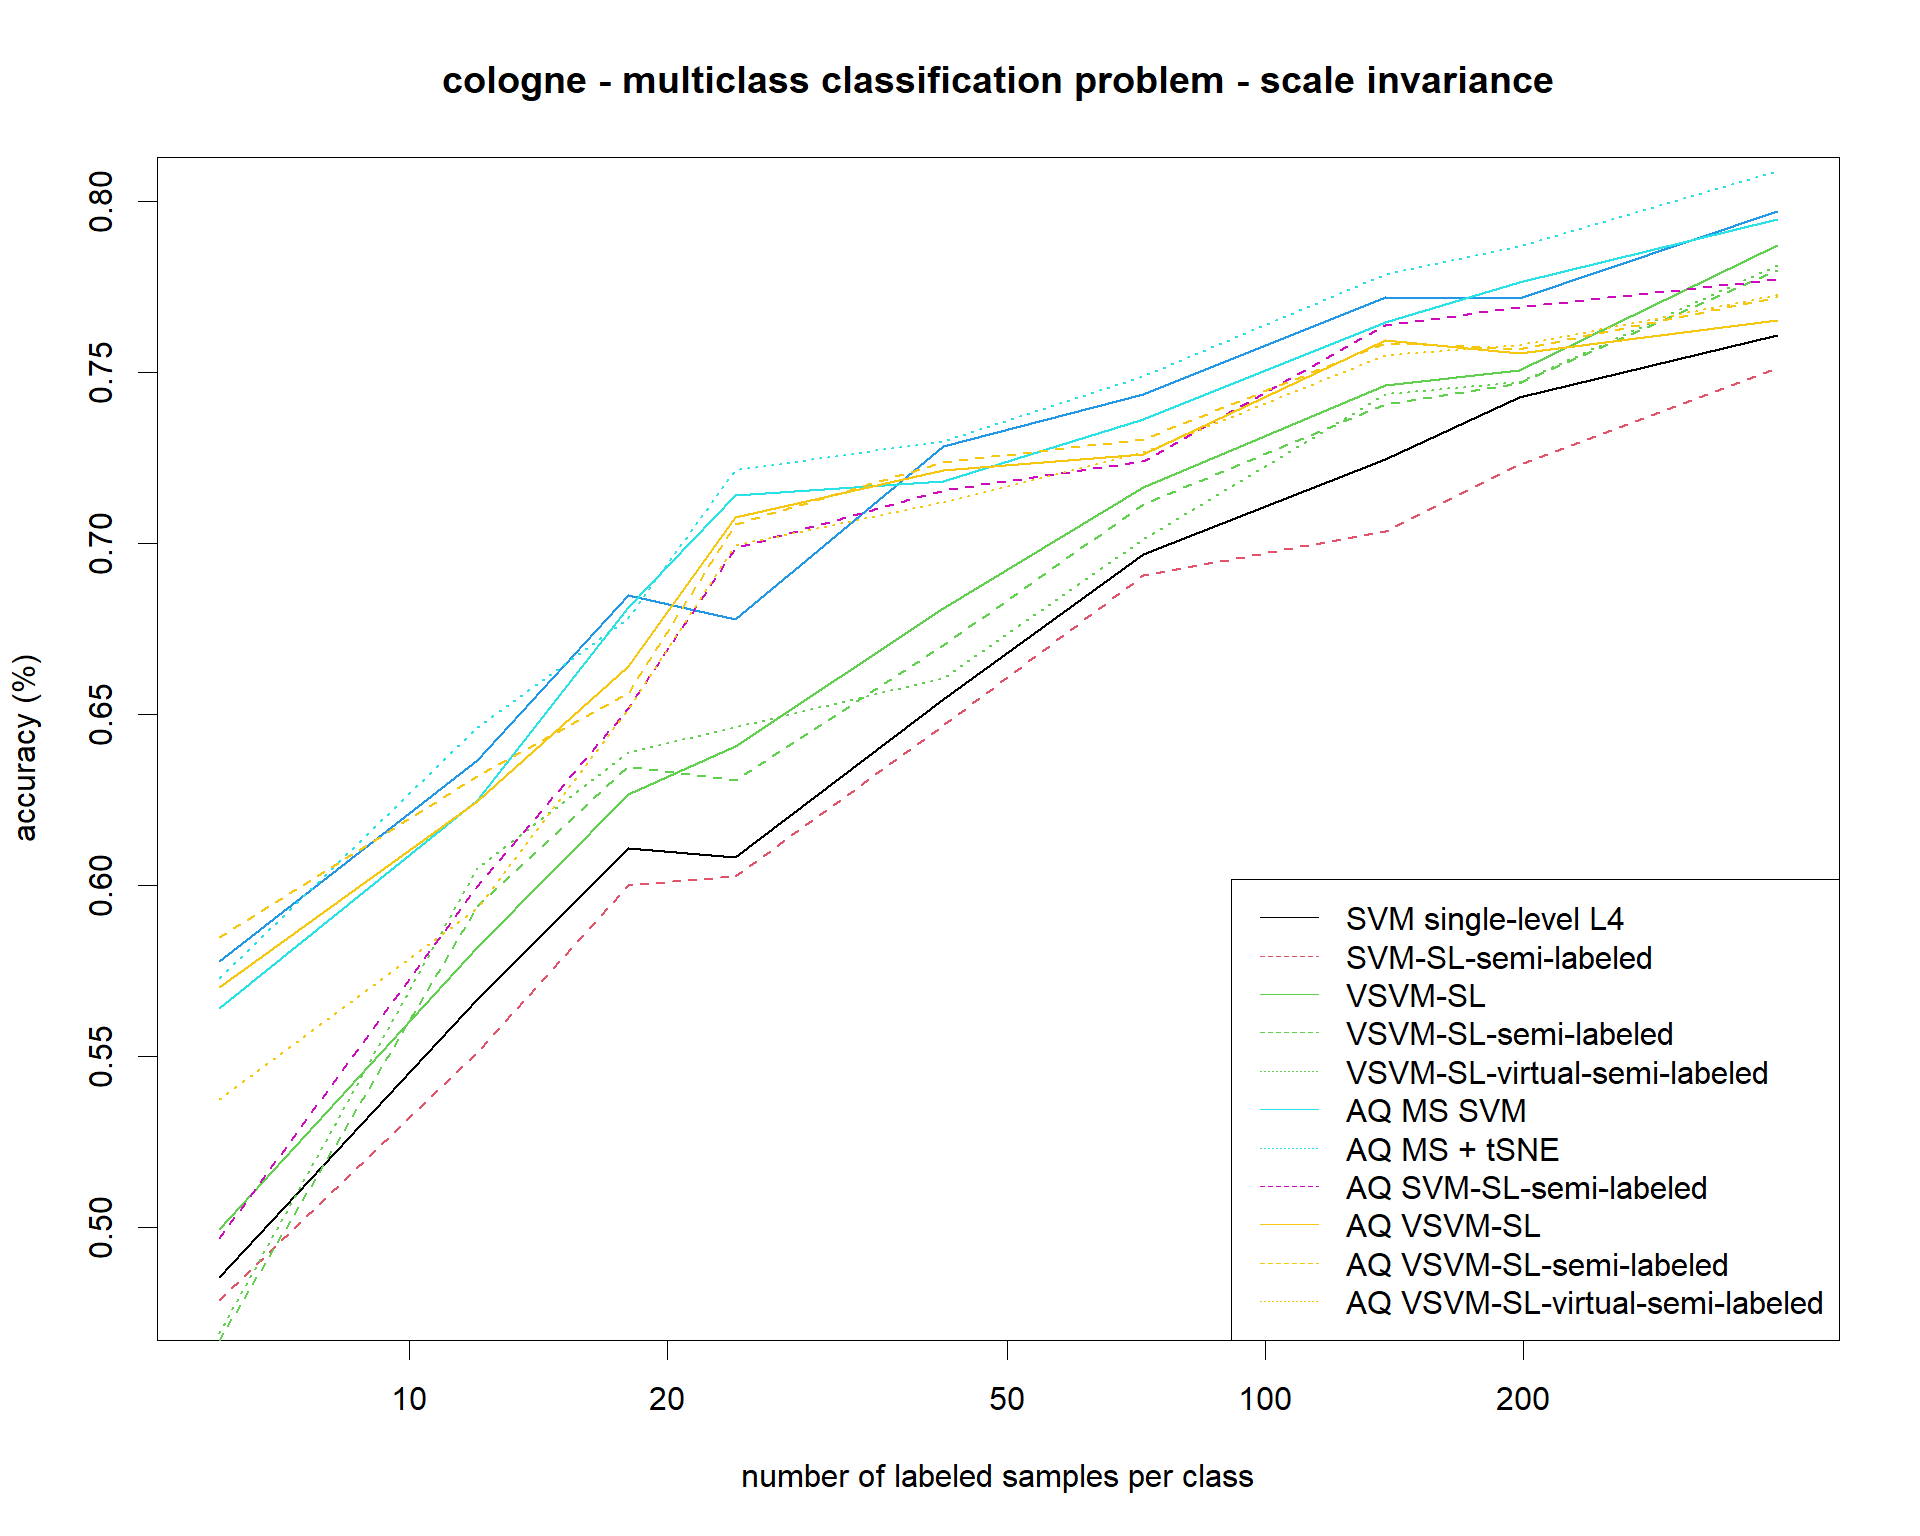 cologne - multiclass classification problem - scale invariance
accuracy (%)
0.80
0.75
0.70
0.65
0.60
0.55
0.50
SVM single-level L4
SVM-SL-semi-labeled
VSVM-SL
VSVM-SL-semi-labeled
VSVM-SL-virtual-semi-labeled
AQ MS SVM
AQ MS + tSNE
AQ SVM-SL-semi-labeled
AQ VSVM-SL
AQ VSVM-SL-semi-labeled
AQ VSVM-SL-virtual-semi-labeled
10 20 50 100 200
number of labeled samples per class